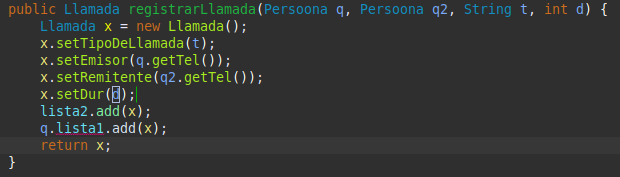 public Llamada registrarLlamada(Persoona q, Persoona q2, String t, int d) {
Llamada x = new Llamada();
x.setTipoDeLlamada(t);
x.setEmisor(q.getTel());
x.setRemitente(q2.getTel());
x.setDur(d);
lista2.add(x);
q.lista1.add(x);
return x;
}